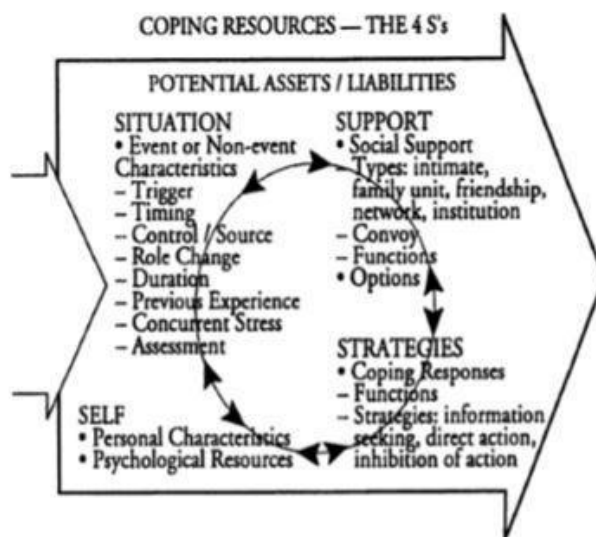 COPING RESOURCES — THE 4 S's
POTENTIAL ASSETS / LIABILITIES
SITUATION
• Event or Non-event
Characteristics
– Trigger
– Timing
– Control / Source
– Role Change
– Duration
– Previous Experience
– Concurrent Stress
– Assessment
SUPPORT
• Social Support
Types: intimate,
family unit, friendship,
network, institution
– Convoy
– Functions
• Options
SELF
• Personal Characteristics
• Psychological Resources
STRATEGIES
• Coping Responses
– Functions
– Strategies: information
seeking, direct action,
inhibition of action